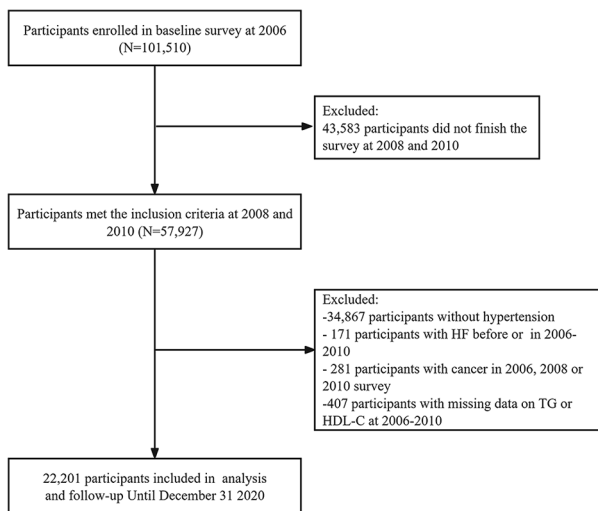 Participants enrolled in baseline survey at 2006
(N=101,510)
Excluded:
43,583 participants did not finish the
survey at 2008 and 2010
Participants met the inclusion criteria at 2008 and
2010 (N=57,927)
Excluded:
-34,867 participants without hypertension
- 171 participants with HF before or in 2006-
2010
- 281 participants with cancer in 2006, 2008 or
2010 survey
-407 participants with missing data on TG or
HDL-C at 2006-2010
22,201 participants included in analysis
and follow-up Until December 31 2020